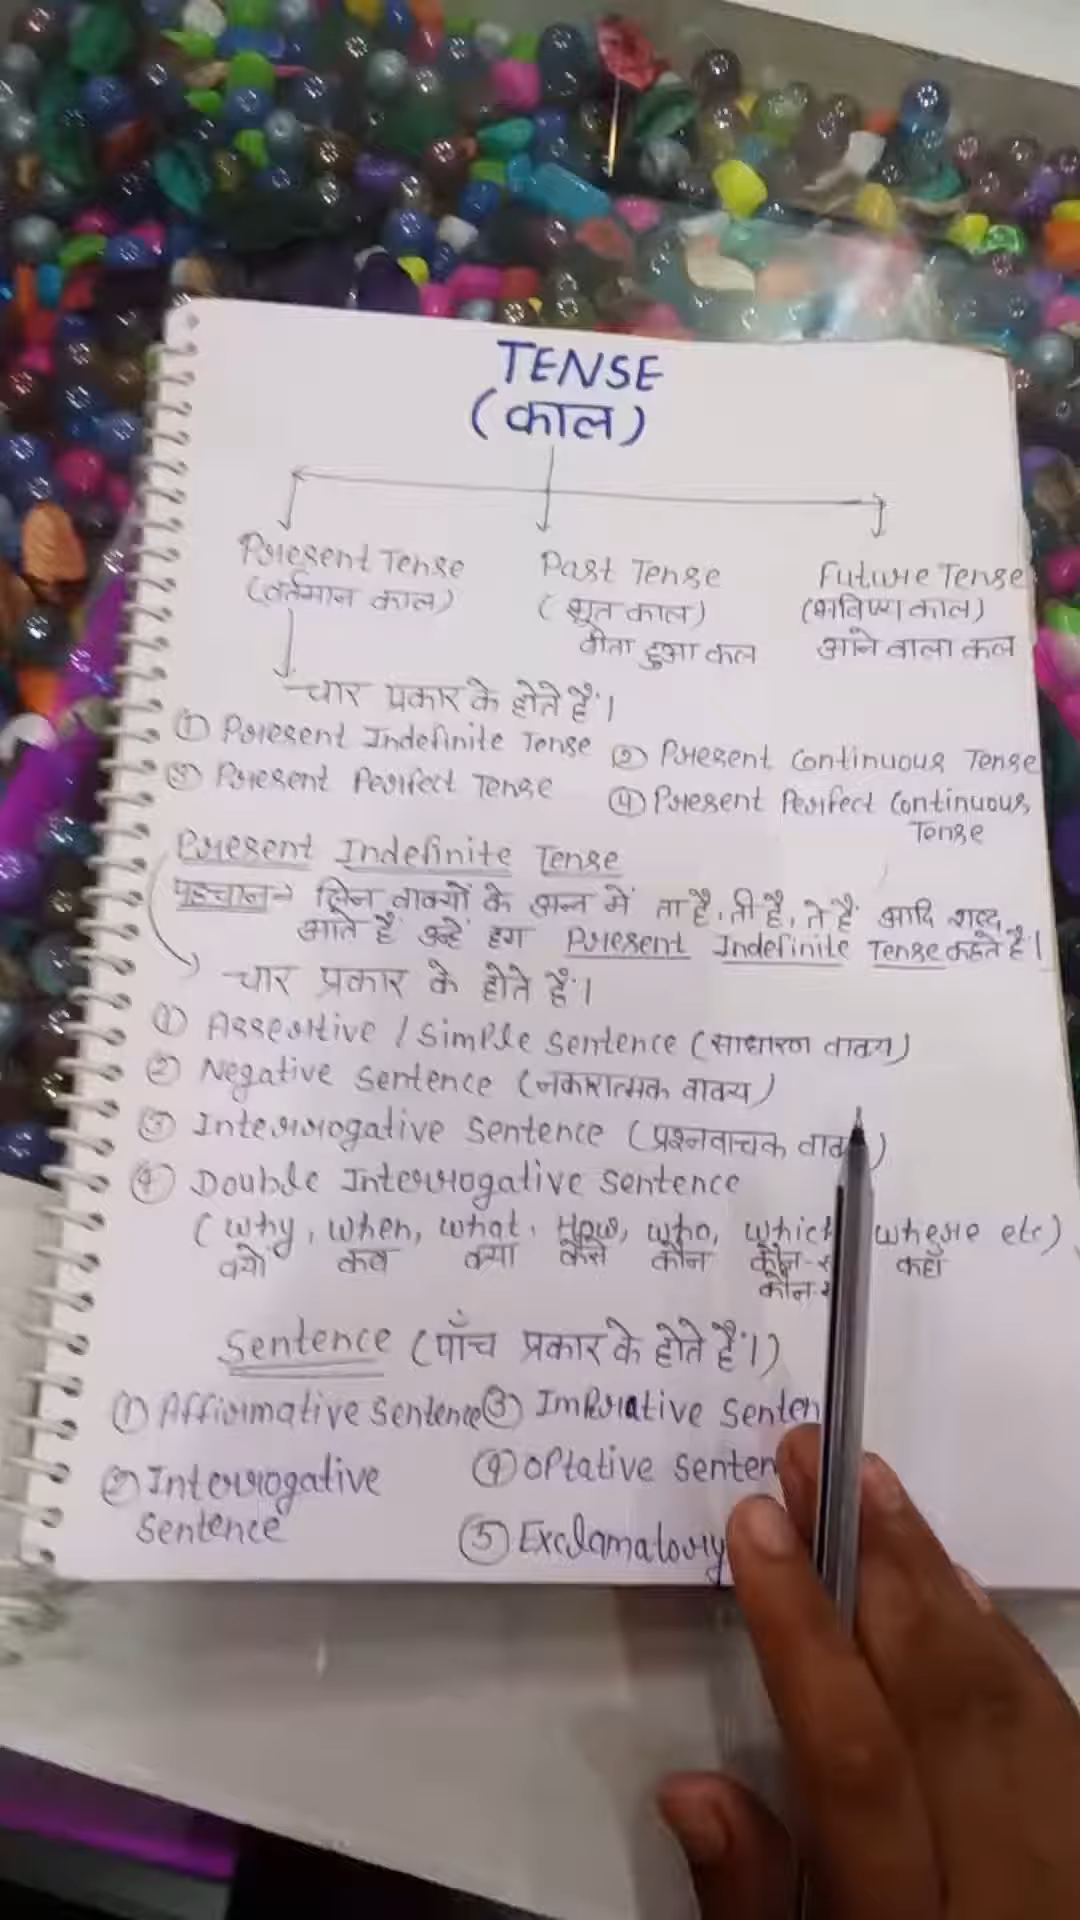 TENSE
(काल)
Present Tense Past Tense Future Tense
(वर्तमान काल) (भूत काल) (भविष्य काल)
बीता हुआ कल आने वाला कल
चार प्रकार के होते हैं।
① Present Indefinite Tense ② Present Continuous Tense
③ Present Perfect Tense ④ Present Perfect Continuous
Tense
Present Indefinite Tense
पहचान→ जिन वाक्यों के अन्त में ता है, ती है, ते हैं आदि शब्द
आते हैं उन्हें हम Present Indefinite Tense कहते हैं।
चार प्रकार के होते हैं।
① Assertive / Simple Sentence (साधारण वाक्य)
② Negative Sentence (नकारात्मक वाक्य)
③ Interrogative Sentence (प्रश्नवाचक
④ Double Interrogative Sentence
(why, when, what, How, who, which where etc)
क्यों कब क्या कैसे कौन कौन- कहाँ
कौन-
Sentence (पाँच प्रकार के होते हैं।)
① Affirmative Sentence ③ Imprative
② Interrogative ④ Optative
Sentence ⑤ Exclamatory